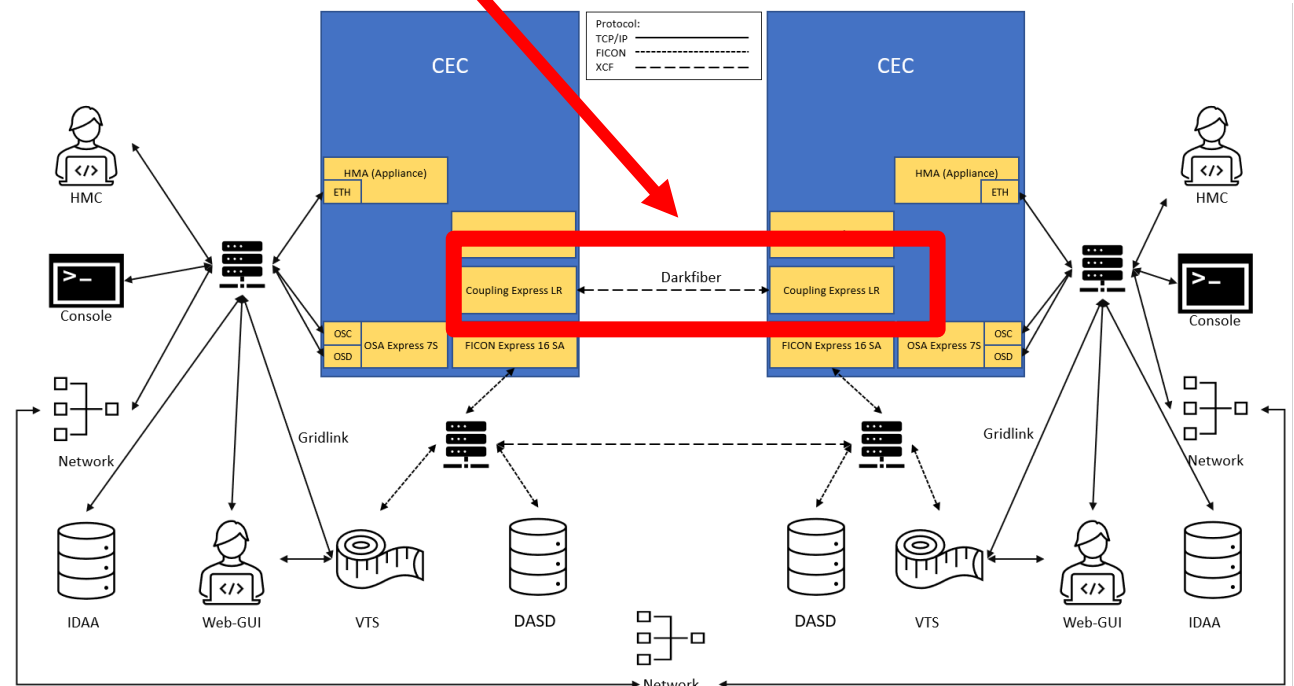 Protocol:
TCP/IP
FICON
XCF
CEC
CEC
HMC
HMA (Appliance)
ETH
HMA (Appliance)
ETH
HMC
>_
Console
Coupling Express LR
Darkfiber
Coupling Express LR
>_
Console
OSC
OSD
OSA Express 7S
FICON Express 16 SA
FICON Express 16 SA
OSA Express 7S
OSC
OSD
Network
Gridlink
Gridlink
Network
</>
</>
</>
</>
IDAA
Web-GUI
VTS
DASD
DASD
VTS
Web-GUI
IDAA
Network